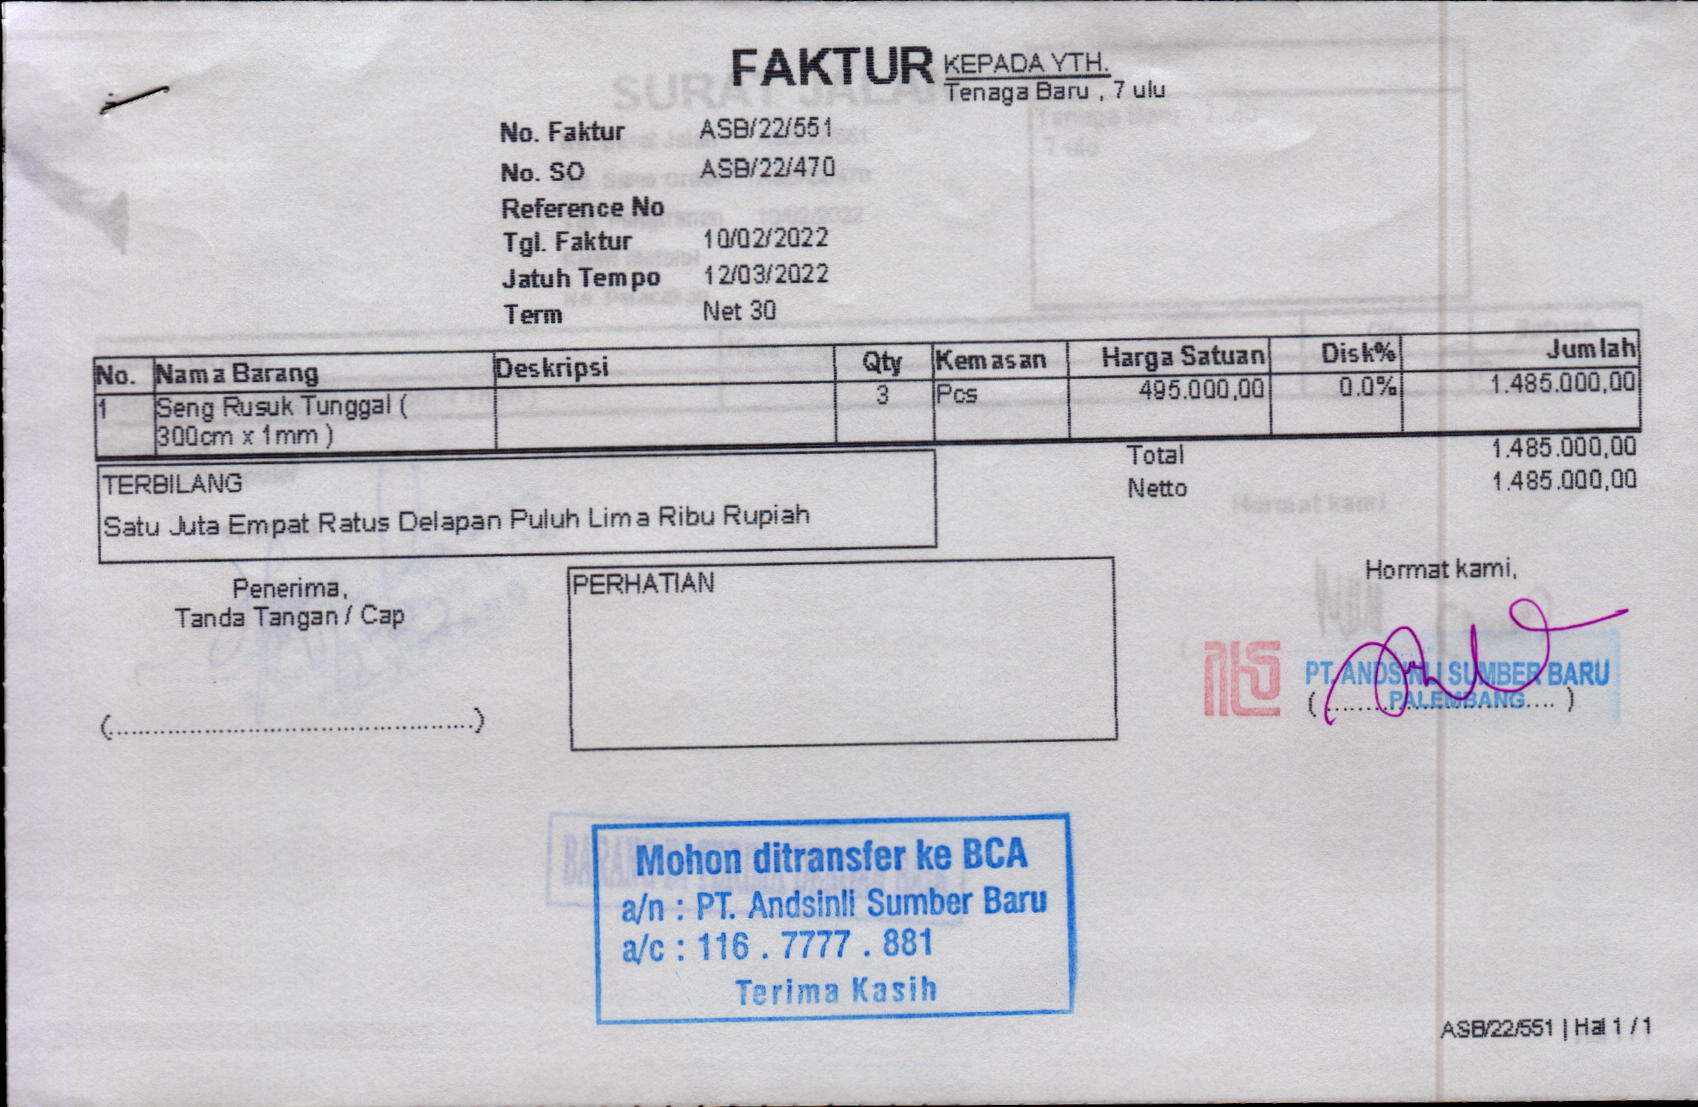 FAKTUR
KEPADA YTH.
Tenaga Baru , 7 ulu
No. Faktur ASB/22/551
No. SO ASB/22/470
Reference No
Tgl. Faktur 10/02/2022
Jatuh Tempo 12/03/2022
Term Net 30
No. Nama Barang Deskripsi Qty Kemasan Harga Satuan Disk% Jumlah
1 Seng Rusuk Tunggal ( 3 Pcs 495.000,00 0.0% 1.485.000,00
300cm x 1mm )
Total 1.485.000,00
Netto 1.485.000,00
TERBILANG
Satu Juta Empat Ratus Delapan Puluh Lima Ribu Rupiah
Penerima,
Tanda Tangan / Cap
(................................................)
PERHATIAN
Hormat kami,
PT. ANDSINLI SUMBER BARU
PALEMBANG
Mohon ditransfer ke BCA
a/n : PT. Andsinli Sumber Baru
a/c : 116 . 7777 . 881
Terima Kasih
ASB/22/551 | Hal 1 / 1